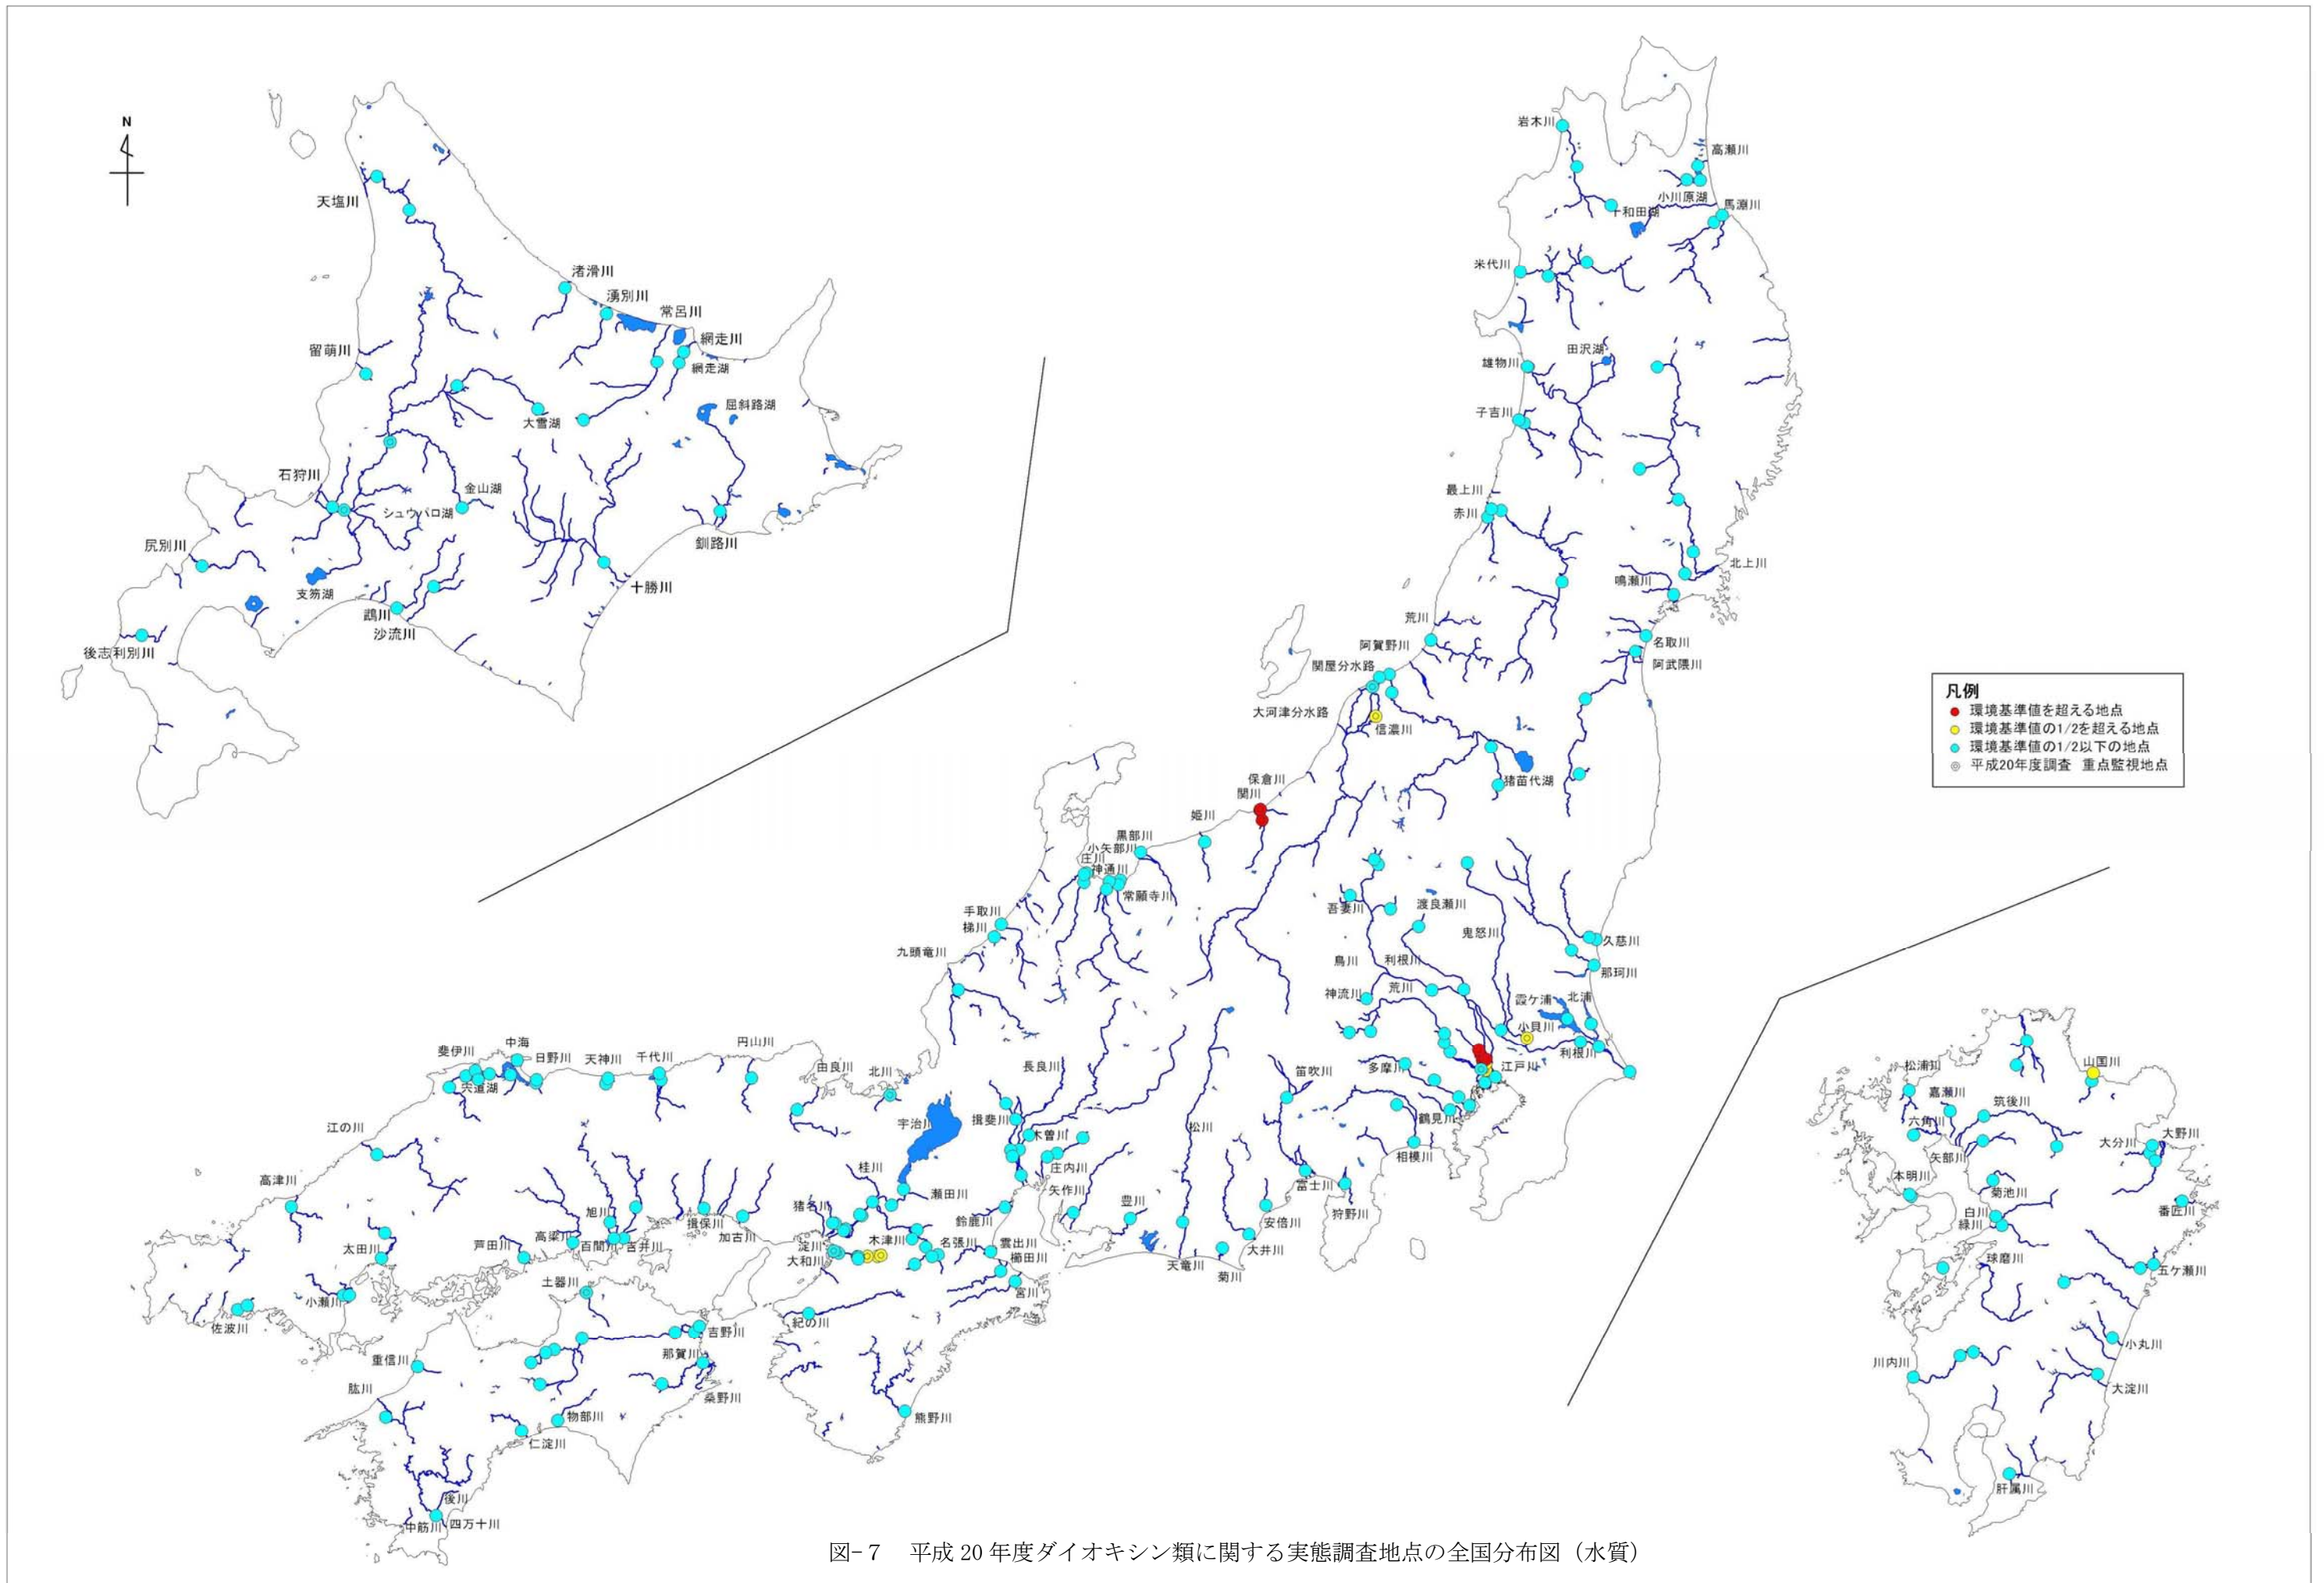 N
天塩川
渚滑川
湧別川
常呂川
網走川
網走湖
留萌川
大雪湖
屈斜路湖
石狩川
金山湖
シュウパロ湖
尻別川
釧路川
十勝川
支笏湖
鵡川
沙流川
後志利別川
岩木川
高瀬川
小川原湖
十和田湖
馬淵川
米代川
田沢湖
雄物川
子吉川
最上川
赤川
北上川
鳴瀬川
荒川
名取川
阿賀野川
阿武隈川
関屋分水路
大河津分水路
信濃川
猪苗代湖
保倉川
関川
姫川
黒部川
小矢部川
庄川
神通川
常願寺川
手取川
梯川
九頭竜川
吾妻川
渡良瀬川
鬼怒川
久慈川
烏川
利根川
那珂川
神流川
荒川
霞ケ浦
北浦
小貝川
利根川
江戸川
多摩川
鶴見川
相模川
笛吹川
富士川
狩野川
松川
安倍川
大井川
天竜川
菊川
豊川
矢作川
庄内川
木曽川
揖斐川
長良川
鈴鹿川
雲出川
櫛田川
宮川
由良川
北川
宇治川
桂川
瀬田川
猪名川
木津川
名張川
淀川
大和川
紀の川
熊野川
円山川
千代川
天神川
日野川
中海
斐伊川
宍道湖
江の川
高津川
太田川
芦田川
高梁川
旭川
百間川
吉井川
揖保川
加古川
小瀬川
佐波川
土器川
吉野川
那賀川
桑野川
重信川
肱川
物部川
仁淀川
後川
中筋川
四万十川
松浦川
山国川
嘉瀬川
筑後川
六角川
大分川
大野川
矢部川
本明川
菊池川
番匠川
白川
緑川
球磨川
五ケ瀬川
小丸川
川内川
大淀川
肝属川
凡例
環境基準値を超える地点
環境基準値の1/2を超える地点
環境基準値の1/2以下の地点
平成20年度調査　重点監視地点
図-７　平成 20 年度ダイオキシン類に関する実態調査地点の全国分布図（水質）